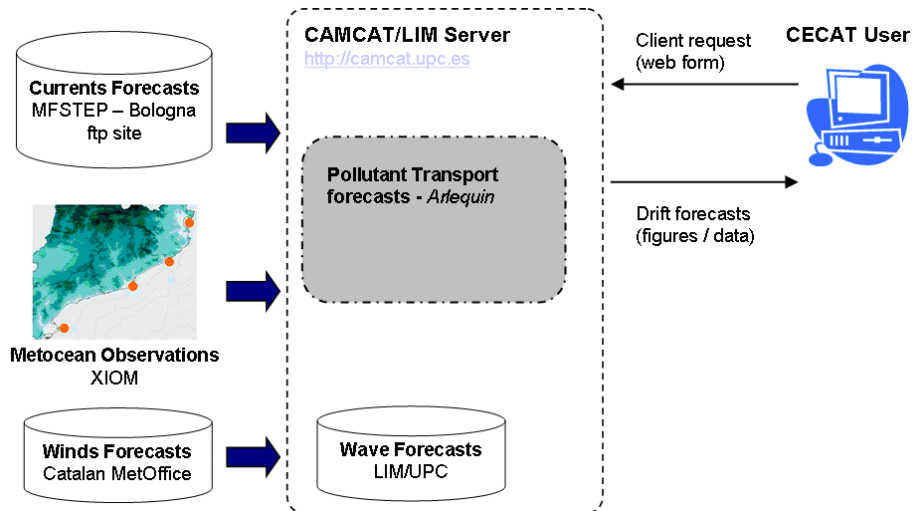 Currents Forecasts
MFSTEP – Bologna
ftp site
Metocean Observations
XIOM
Winds Forecasts
Catalan MetOffice
CAMCAT/LIM Server
http://camcat.upc.es
Pollutant Transport
forecasts - Arlequin
Wave Forecasts
LIM/UPC
Client request
(web form)
Drift forecasts
(figures / data)
CECAT User